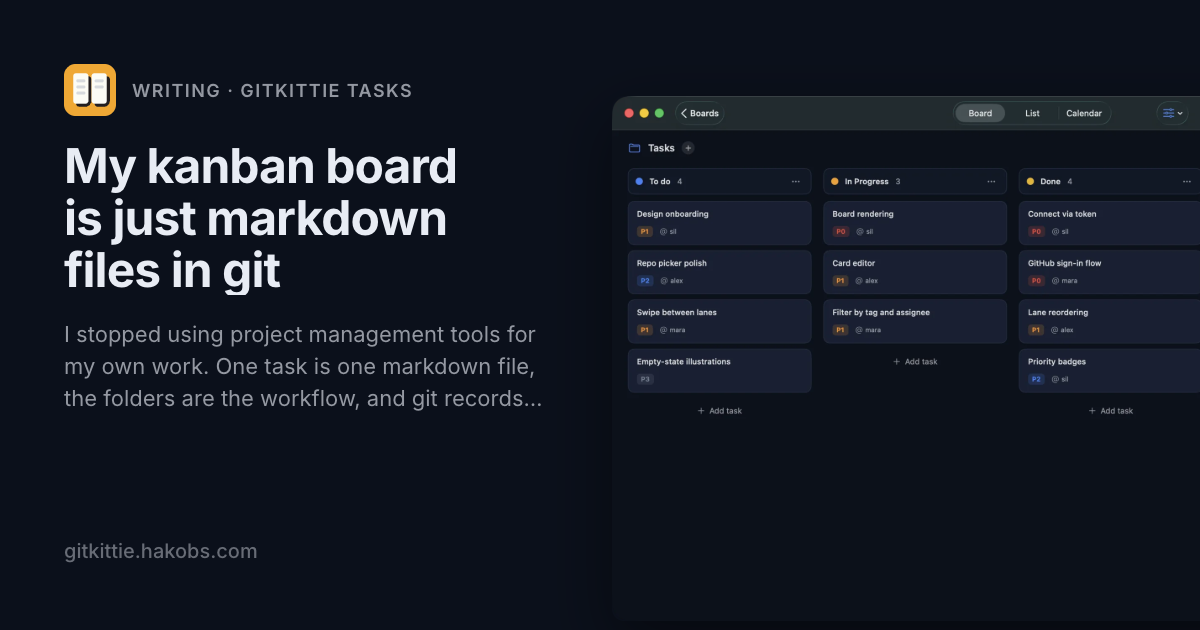 WRITING · GITKITTIE TASKS
My kanban board
is just markdown
files in git
I stopped using project management tools for
my own work. One task is one markdown file,
the folders are the workflow, and git records...
gitkittie.hakobs.com
Boards
Board List Calendar
Tasks +
To do 4
Design onboarding
P1 @ sil
Repo picker polish
P2 @ alex
Swipe between lanes
P1 @ mara
Empty-state illustrations
P3
+ Add task
In Progress 3
Board rendering
P0 @ sil
Card editor
P1 @ alex
Filter by tag and assignee
P1 @ mara
+ Add task
Done 4
Connect via token
P0 @ sil
GitHub sign-in flow
P0 @ mara
Lane reordering
P1 @ alex
Priority badges
P2 @ sil
+ Add task